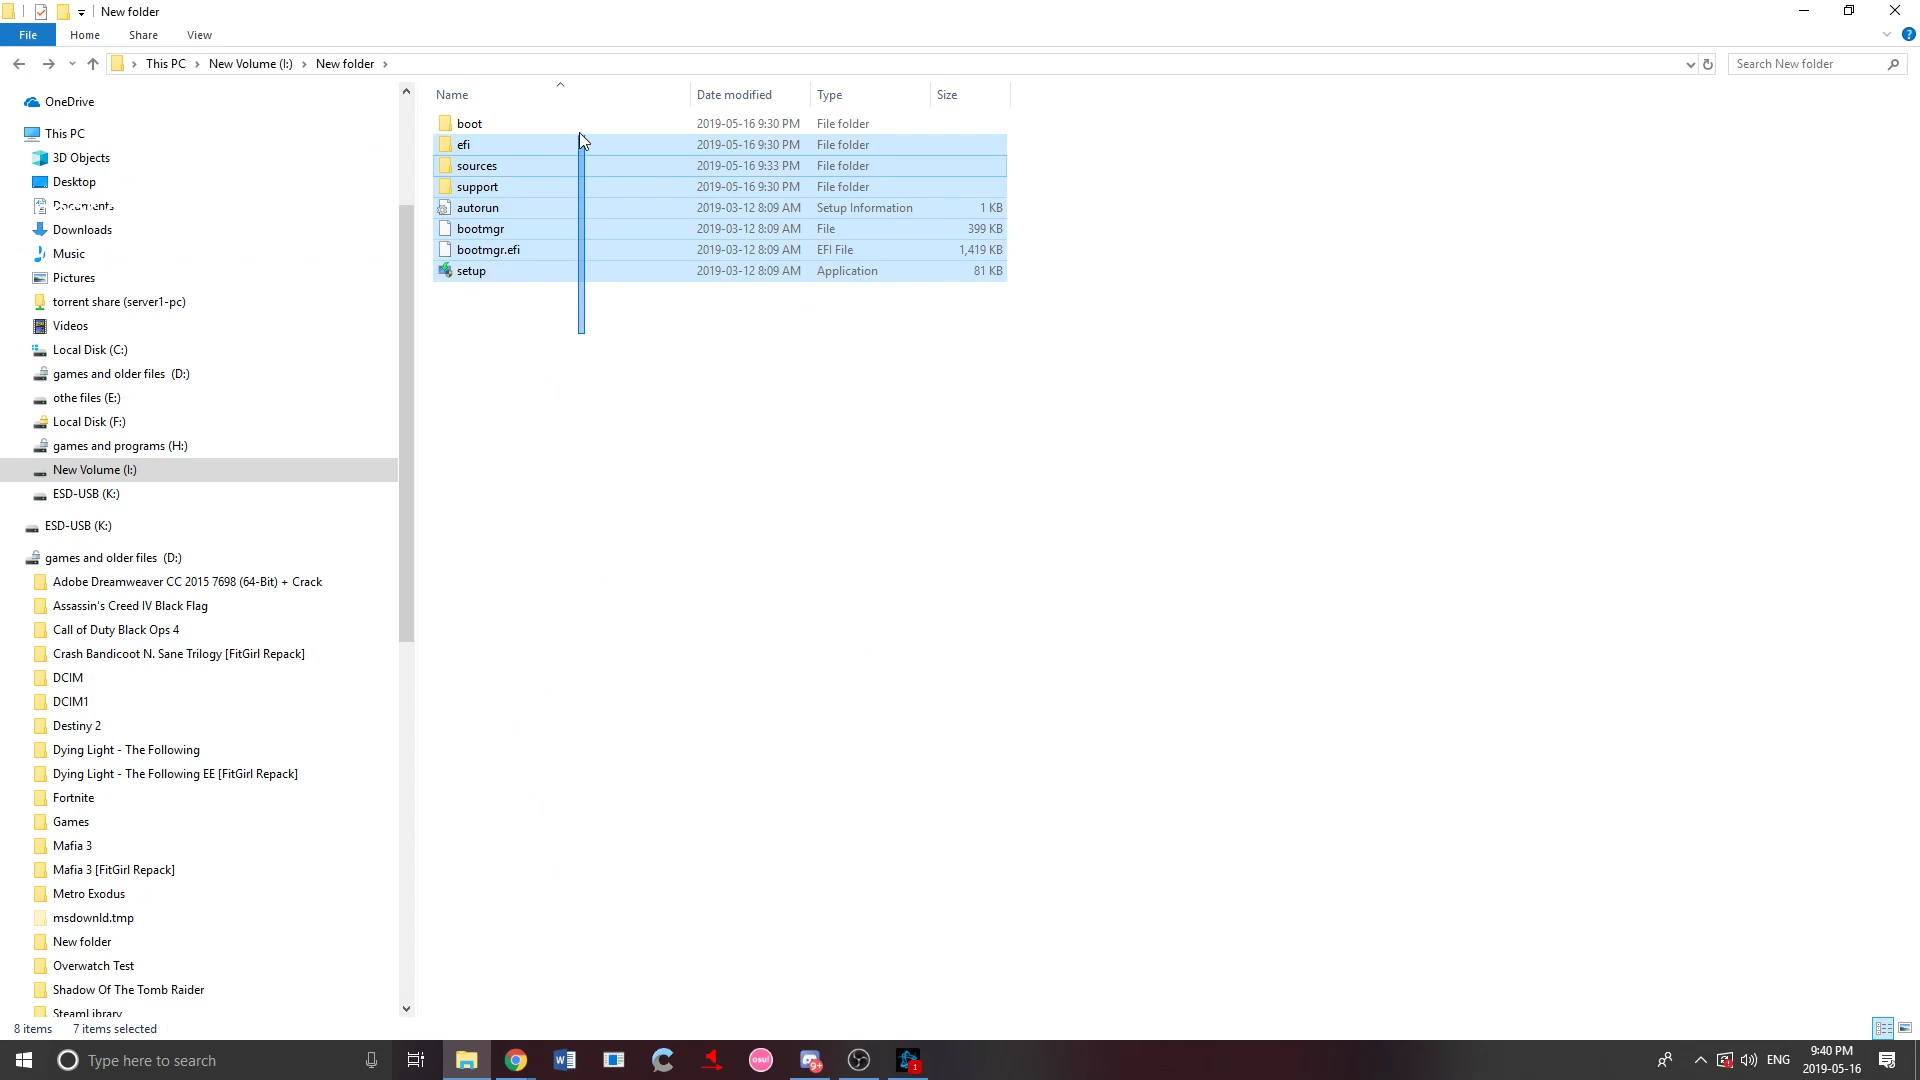 New folder
File Home Share View
This PC New Volume (I:) New folder
Search New folder
Name Date modified Type Size
boot 2019-05-16 9:30 PM File folder
efi 2019-05-16 9:30 PM File folder
sources 2019-05-16 9:33 PM File folder
support 2019-05-16 9:30 PM File folder
autorun 2019-03-12 8:09 AM Setup Information 1 KB
bootmgr 2019-03-12 8:09 AM File 399 KB
bootmgr.efi 2019-03-12 8:09 AM EFI File 1,419 KB
setup 2019-03-12 8:09 AM Application 81 KB
OneDrive
This PC
3D Objects
Desktop
Documents
Downloads
Music
Pictures
torrent share (server1-pc)
Videos
Local Disk (C:)
games and older files (D:)
othe files (E:)
Local Disk (F:)
games and programs (H:)
New Volume (I:)
ESD-USB (K:)
ESD-USB (K:)
games and older files (D:)
Adobe Dreamweaver CC 2015 7698 (64-Bit) + Crack
Assassin's Creed IV Black Flag
Call of Duty Black Ops 4
Crash Bandicoot N. Sane Trilogy [FitGirl Repack]
DCIM
DCIM1
Destiny 2
Dying Light - The Following
Dying Light - The Following EE [FitGirl Repack]
Fortnite
Games
Mafia 3
Mafia 3 [FitGirl Repack]
Metro Exodus
msdownld.tmp
New folder
Overwatch Test
Shadow Of The Tomb Raider
SteamLibrary
8 items 7 items selected
Type here to search
osu!
9+
1
ENG
9:40 PM
2019-05-16